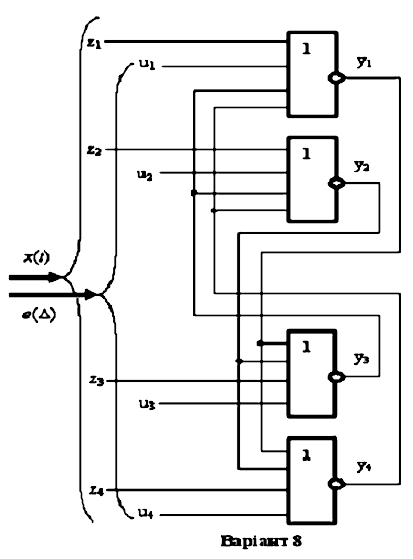 z₁
1
y₁
u₁
z₂
1
y₂
u₂
x(t)
e(Δ)
1
y₃
z₃
u₃
1
y₄
z₄
u₄
Варіант 8